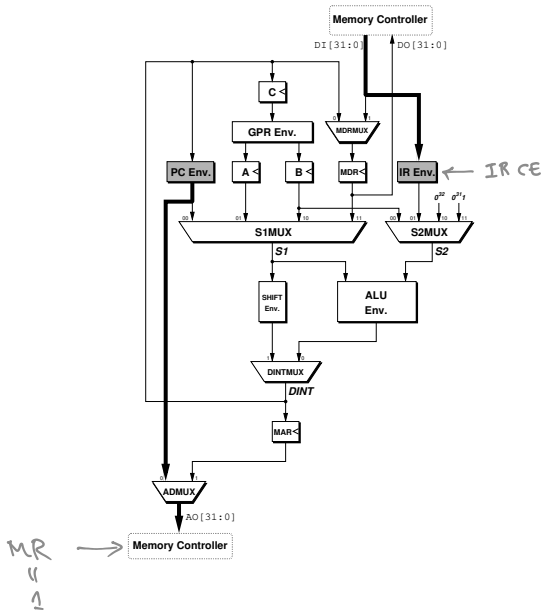 Memory Controller
DI[31:0] DO[31:0]
C
0 1
GPR Env.
MDRMUX
PC Env. A B MDR IR Env. ← IR CE
0³² 0³¹1
00 01 10 11 00 01 10 11
S1MUX S2MUX
S1 S2
SHIFT Env. ALU Env.
1 0
DINTMUX
DINT
MAR
0 1
ADMUX
AO[31:0]
MR → Memory Controller
"
1